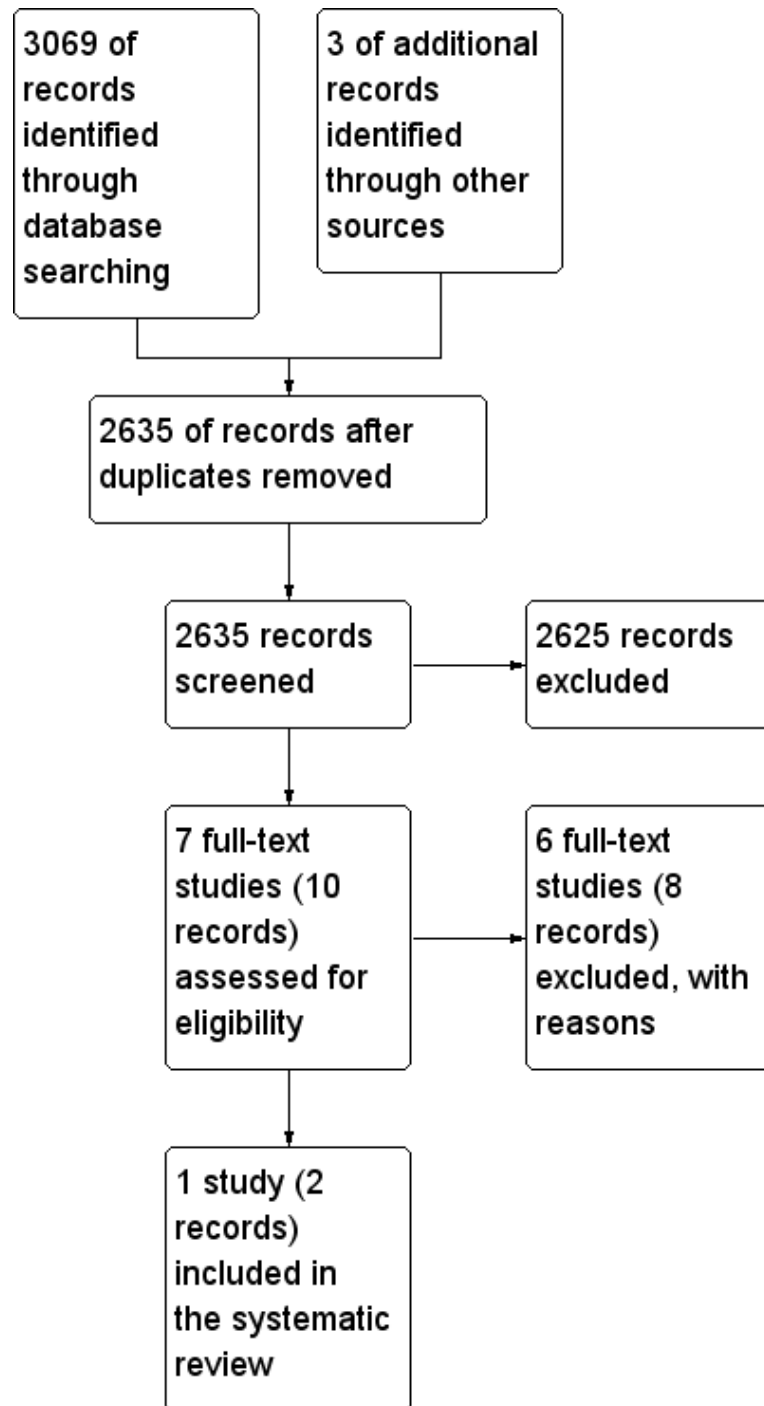 3069 of
records
identified
through
database
searching
3 of additional
records
identified
through other
sources
2635 of records after
duplicates removed
2635 records
screened
2625 records
excluded
7 full-text
studies (10
records)
assessed for
eligibility
6 full-text
studies (8
records)
excluded, with
reasons
1 study (2
records)
included in
the systematic
review